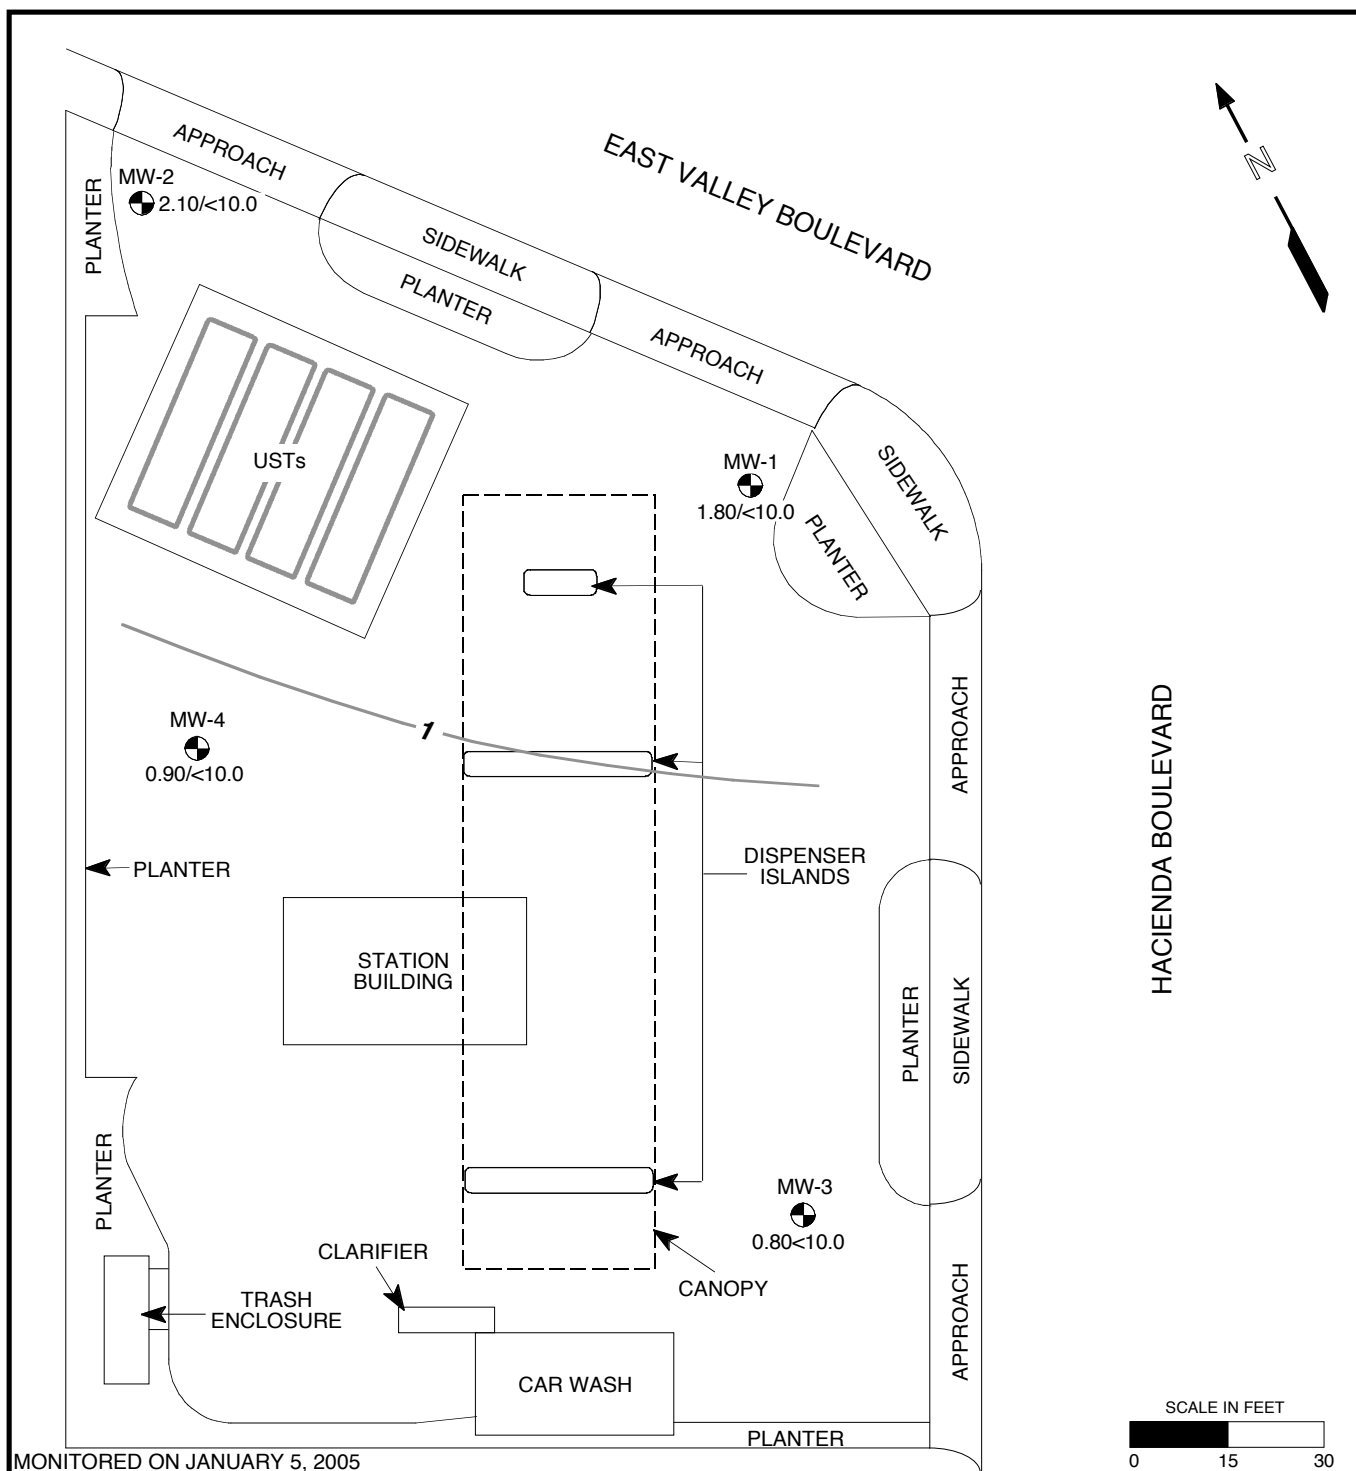 EAST VALLEY BOULEVARD
N
APPROACH
MW-2
2.10/<10.0
PLANTER
SIDEWALK
PLANTER
APPROACH
SIDEWALK
MW-1
1.80/<10.0
PLANTER
USTs
APPROACH
HACIENDA BOULEVARD
MW-4
0.90/<10.0
1
DISPENSER
ISLANDS
PLANTER
STATION
BUILDING
PLANTER
SIDEWALK
PLANTER
MW-3
0.80<10.0
CLARIFIER
CANOPY
TRASH
ENCLOSURE
APPROACH
CAR WASH
PLANTER
SCALE IN FEET
0 15 30
MONITORED ON JANUARY 5, 2005